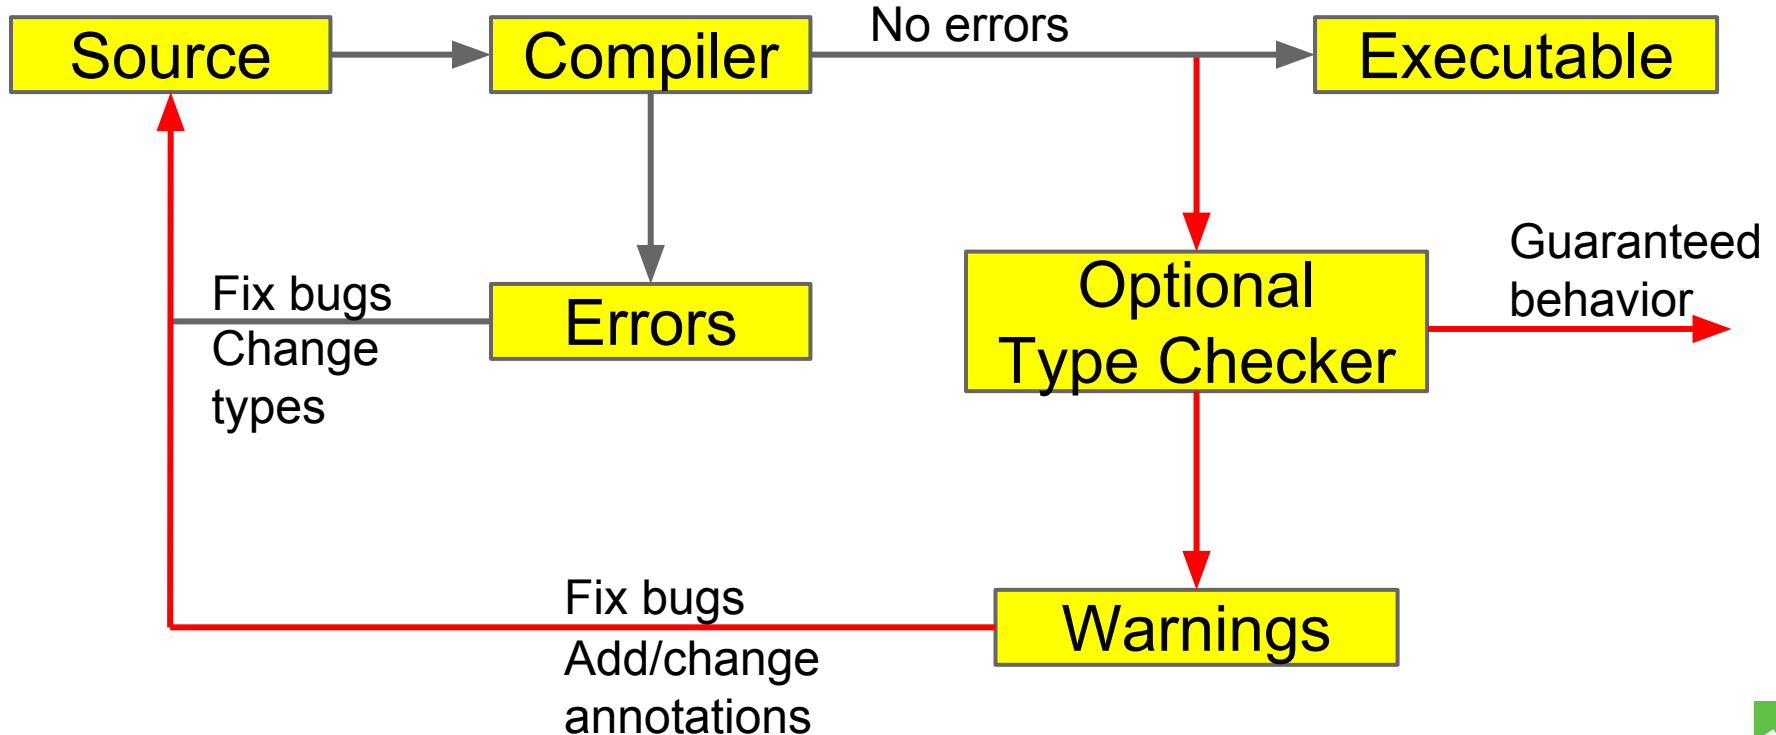 Source
Compiler
No errors
Executable
Guaranteed
behavior
Optional
Type Checker
Fix bugs
Change
types
Errors
Fix bugs
Add/change
annotations
Warnings